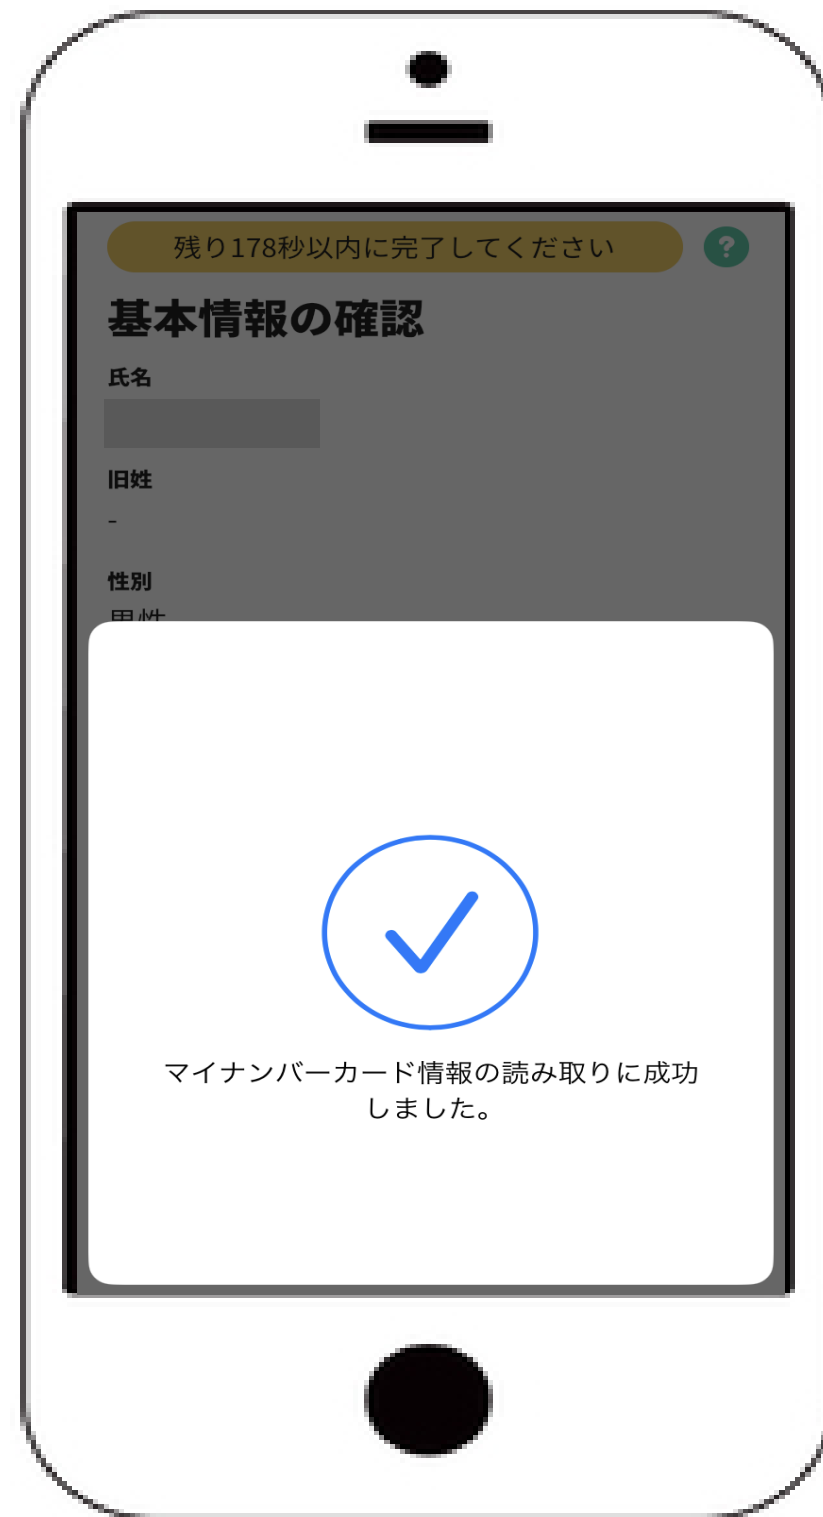 残り178秒以内に完了してください
?
基本情報の確認
氏名
旧姓
-
性別
男性
マイナンバーカード情報の読み取りに成功
しました。